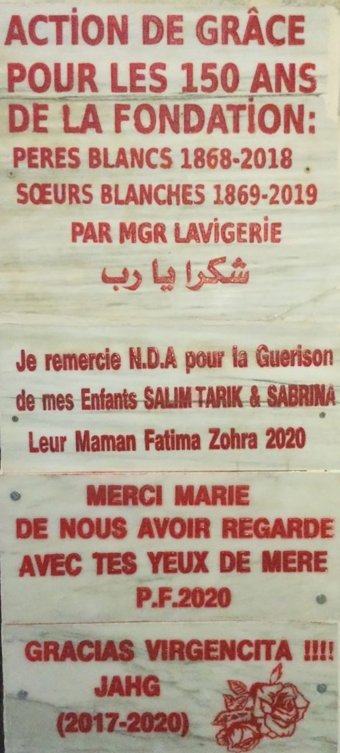 ACTİON DE GRÂCE
POUR LES 150 ANS
DE LA FONDATİON:
PERES BLANCS 1868-2018
SŒURS BLANCHES 1869-2019
PAR MGR LAVİGERİE
شكرا يا رب
Je remercie N.D.A pour la Guerison
de mes Enfants SALIM TARIK & SABRINA
Leur Maman Fatima Zohra 2020
MERCI MARIE
DE NOUS AVOIR REGARDE
AVEC TES YEUX DE MERE
P.F.2020
GRACIAS VIRGENCITA !!!!
JAHG
(2017-2020)